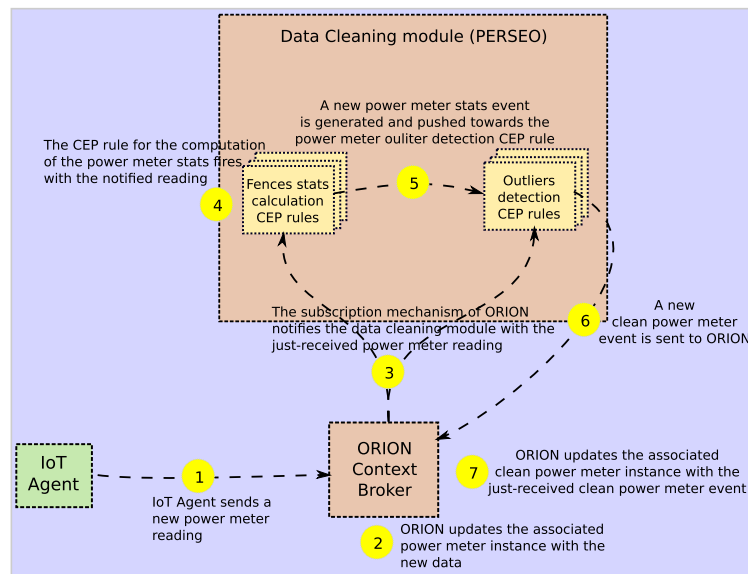 Data Cleaning module (PERSEO)
A new power meter stats event
is generated and pushed towards the
power meter ouliter detection CEP rule
The CEP rule for the computation
of the power meter stats fires
with the notified reading
4
Fences stats
calculation
CEP rules
5
Outliers
detection
CEP rules
The subscription mechanism of ORION
notifies the data cleaning module with the
just-received power meter reading
6
A new
clean power meter
event is sent to ORION
3
IoT
Agent
1
IoT Agent sends a
new power meter
reading
ORION
Context
Broker
7
ORION updates the associated
clean power meter instance with the
just-received clean power meter event
2
ORION updates the associated
power meter instance with the
new data